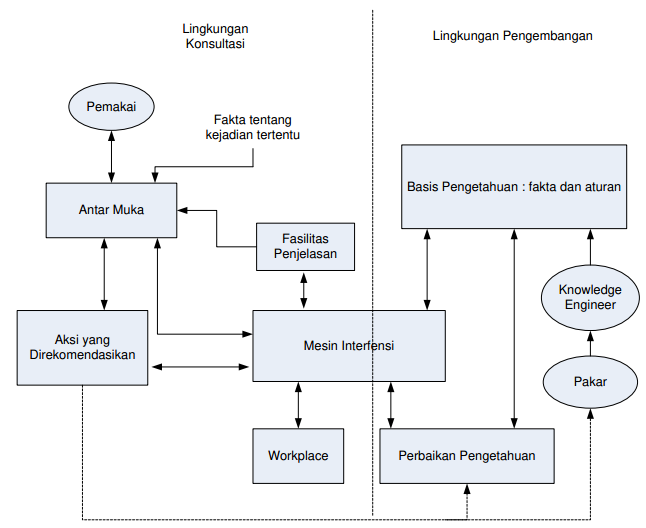 Lingkungan
Konsultasi
Lingkungan Pengembangan
Pemakai
Fakta tentang
kejadian tertentu
Antar Muka
Basis Pengetahuan : fakta dan aturan
Fasilitas
Penjelasan
Knowledge
Engineer
Aksi yang
Direkomendasikan
Mesin Interfensi
Pakar
Workplace
Perbaikan Pengetahuan